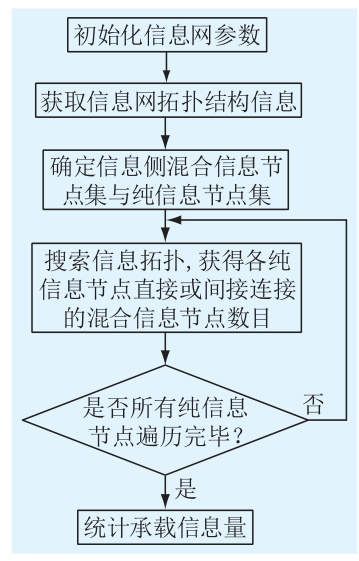 初始化信息网参数
获取信息网拓扑结构信息
确定信息侧混合信息节
点集与纯信息节点集
搜索信息拓扑,获得各纯
信息节点直接或间接连接
的混合信息节点数目
是否所有纯信息
节点遍历完毕?
否
是
统计承载信息量